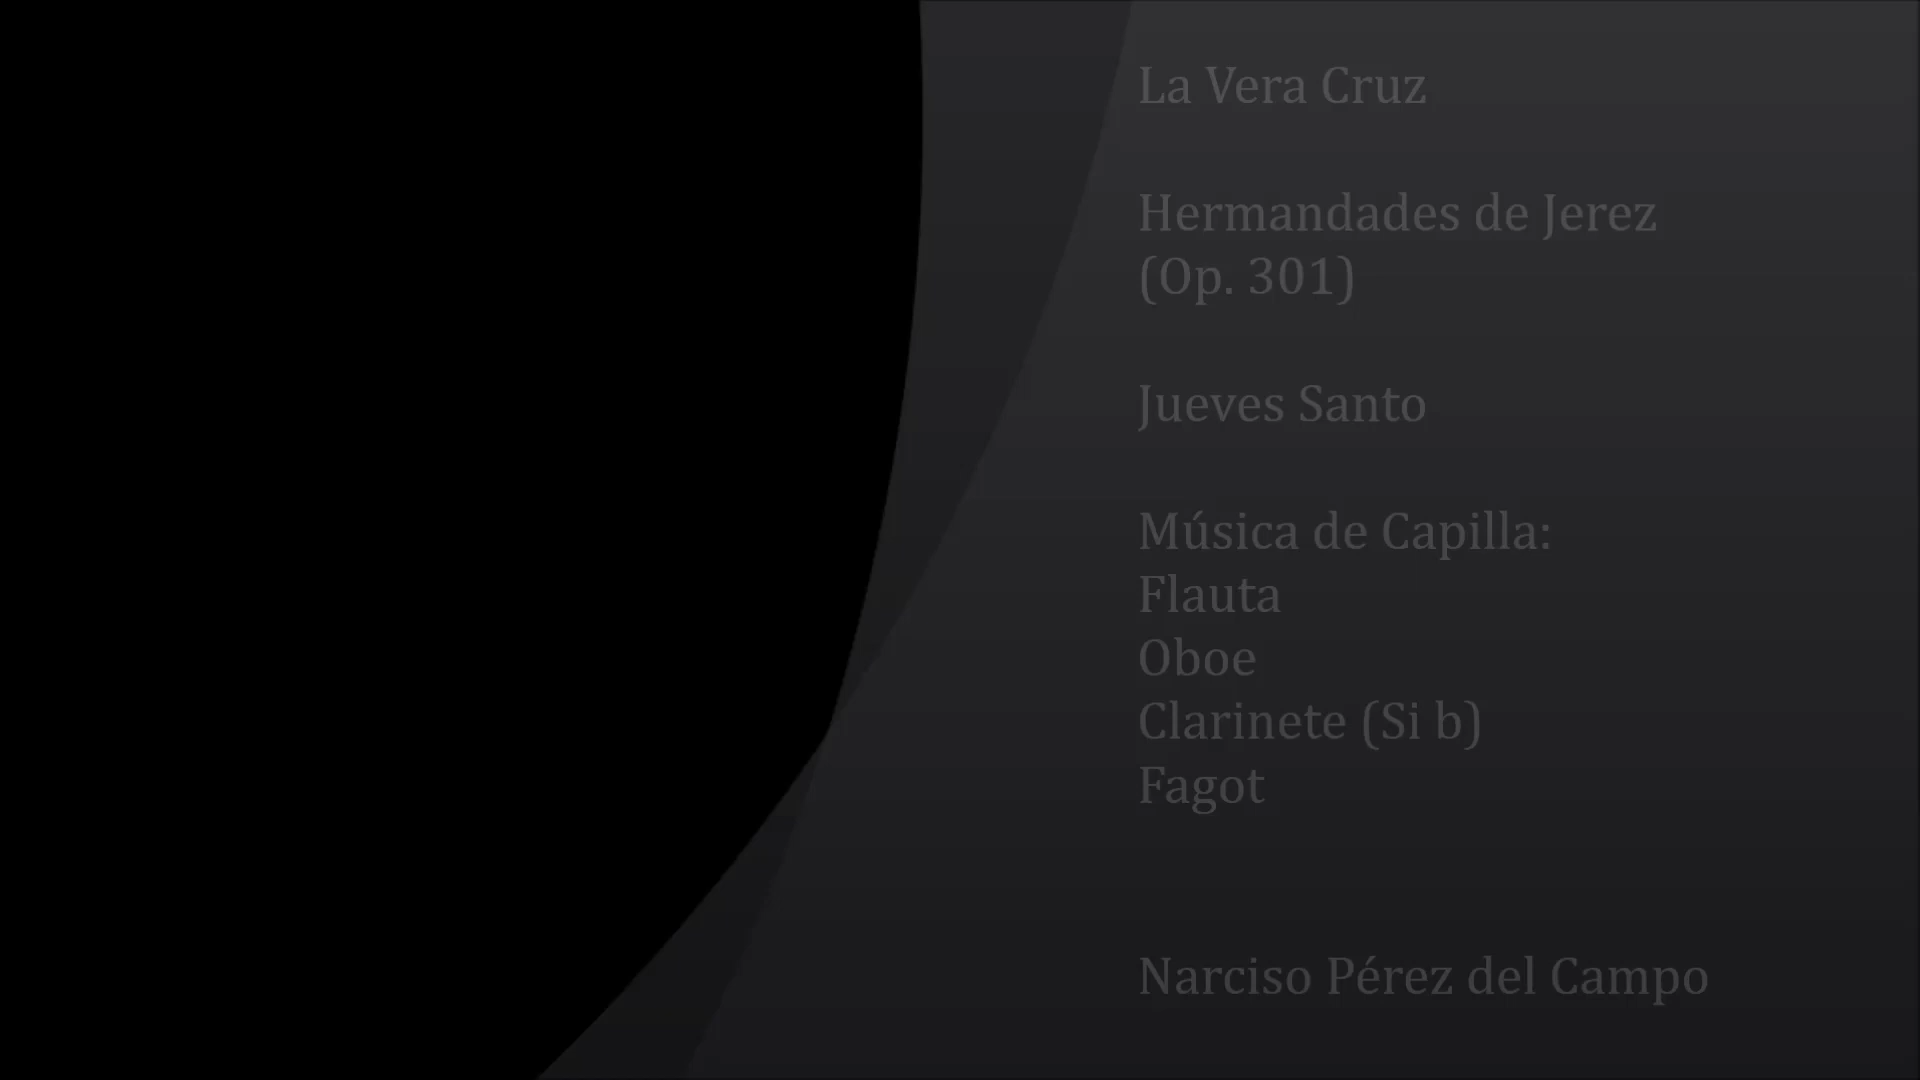 La Vera Cruz
Hermandades de Jerez
(Op. 301)
Jueves Santo
Música de Capilla:
Flauta
Oboe
Clarinete (Si b)
Fagot
Narciso Pérez del Campo